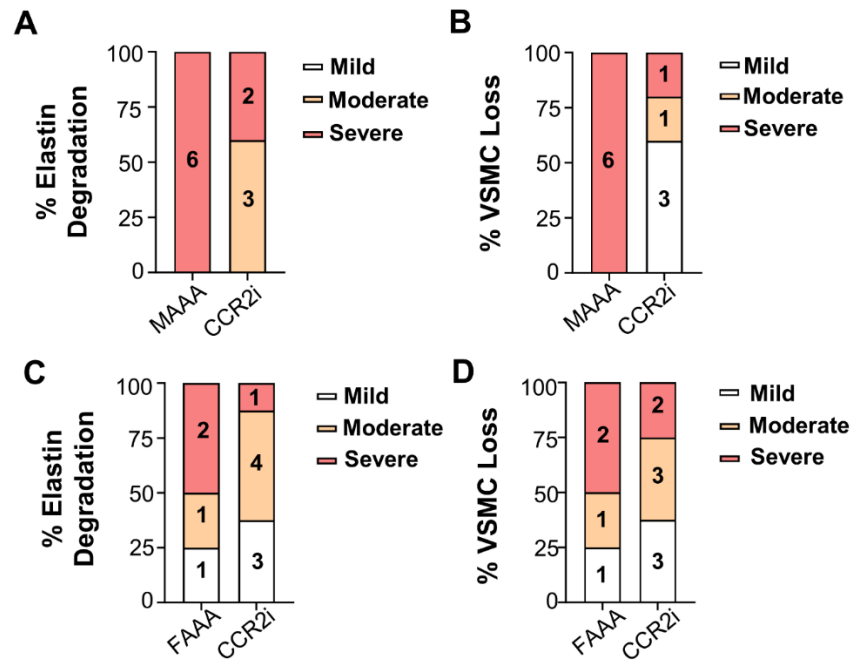 A
% Elastin
Degradation
100
75
50
25
0
6
2
3
MAAA
CCR2i
Mild
Moderate
Severe
B
% VSMC Loss
100
75
50
25
0
6
1
1
3
MAAA
CCR2i
Mild
Moderate
Severe
C
% Elastin
Degradation
100
75
50
25
0
2
1
1
1
4
3
FAAA
CCR2i
Mild
Moderate
Severe
D
% VSMC Loss
100
75
50
25
0
2
1
1
2
3
3
FAAA
CCR2i
Mild
Moderate
Severe